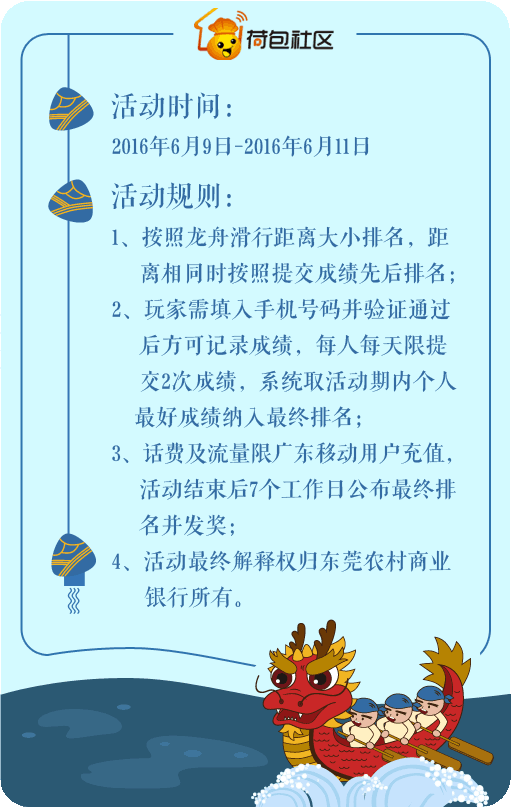 荷包社区
活动时间：
2016年6月9日-2016年6月11日
活动规则：
1、按照龙舟滑行距离大小排名，距
离相同时按照提交成绩先后排名；
2、玩家需填入手机号码并验证通过
后方可记录成绩，每人每天限提
交2次成绩，系统取活动期内个人
最好成绩纳入最终排名；
3、话费及流量限广东移动用户充值，
活动结束后7个工作日公布最终排
名并发奖；
4、活动最终解释权归东莞农村商业
银行所有。